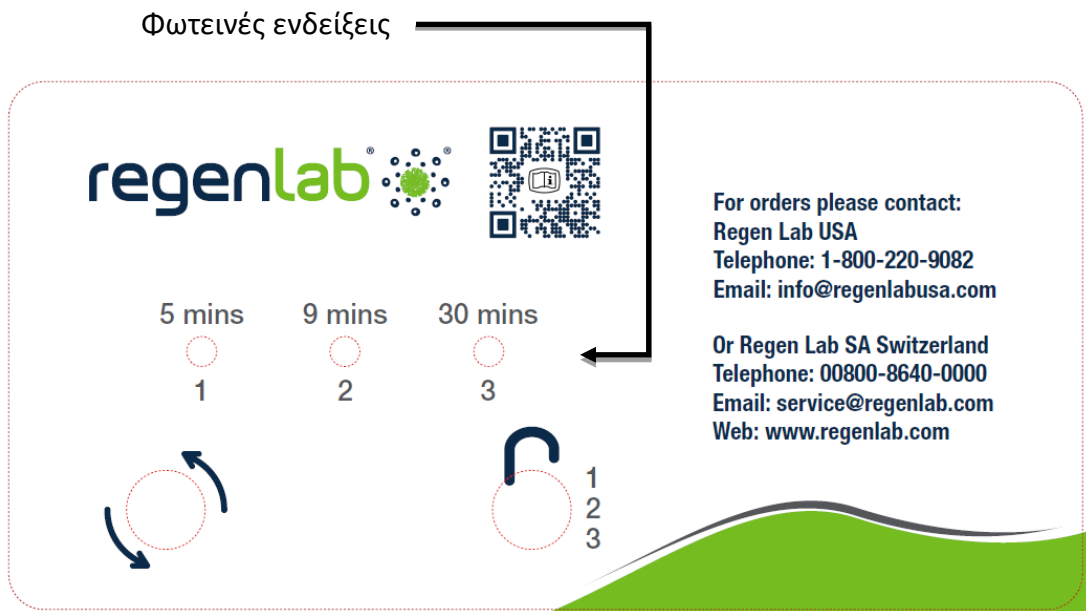 Φωτεινές ενδείξεις
regenlab® ®
For orders please contact:
Regen Lab USA
Telephone: 1-800-220-9082
Email: info@regenlabusa.com
Or Regen Lab SA Switzerland
Telephone: 00800-8640-0000
Email: service@regenlab.com
Web: www.regenlab.com
5 mins 9 mins 30 mins
1 2 3
1
2
3